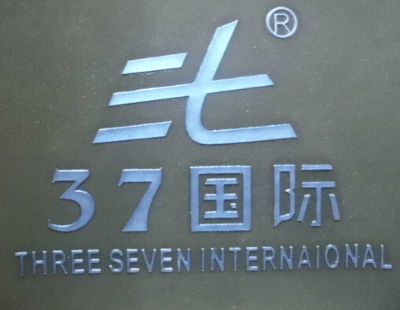 三七®
37国际
THREE SEVEN INTERNAIONAL